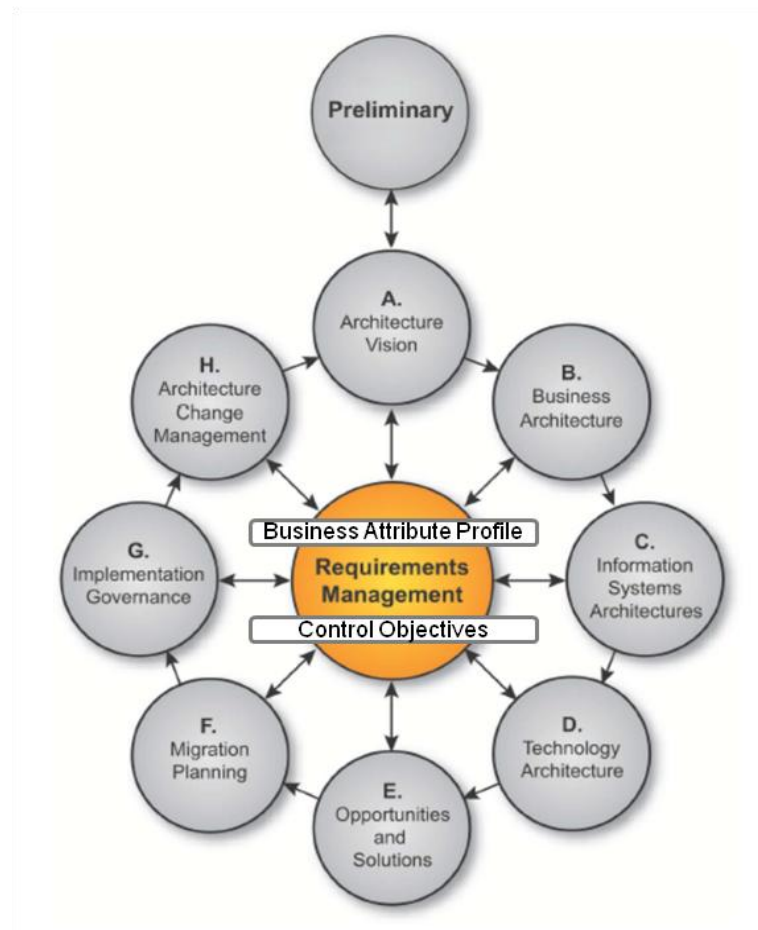 Preliminary
A.
Architecture
Vision
B.
Business
Architecture
C.
Information
Systems
Architectures
D.
Technology
Architecture
E.
Opportunities
and
Solutions
F.
Migration
Planning
G.
Implementation
Governance
H.
Architecture
Change
Management
Business Attribute Profile
Requirements
Management
Control Objectives